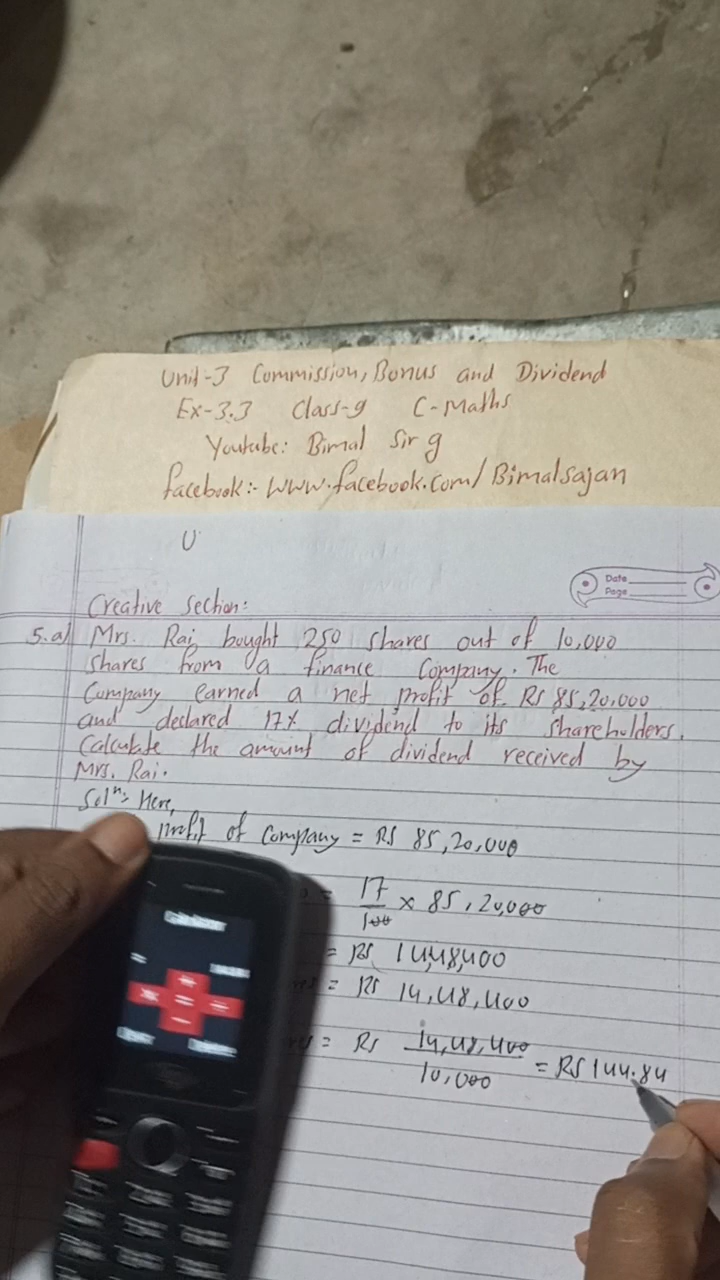 Unit-3 Commission, Bonus and Dividend
Ex-3.3 Class-9 C-Maths
Youtube: Bimal Sir g
facebook:- www.facebook.com/Bimalsajan
U
Date
Page
Creative Section:
5.a) Mrs. Rai bought 250 shares out of 10,000
shares from a finance Company. The
Company earned a net profit of RS 85,20,000
and declared 17% dividend to its shareholders.
Calculate the amount of dividend received by
Mrs. Rai.
Solⁿ: Here,
profit of Company = RS 85,20,000
= 17/100 × 85,20,000
= RS 14,48,400
= RS 14,48,400
= RS 14,48,400/10,000 = RS 144.84